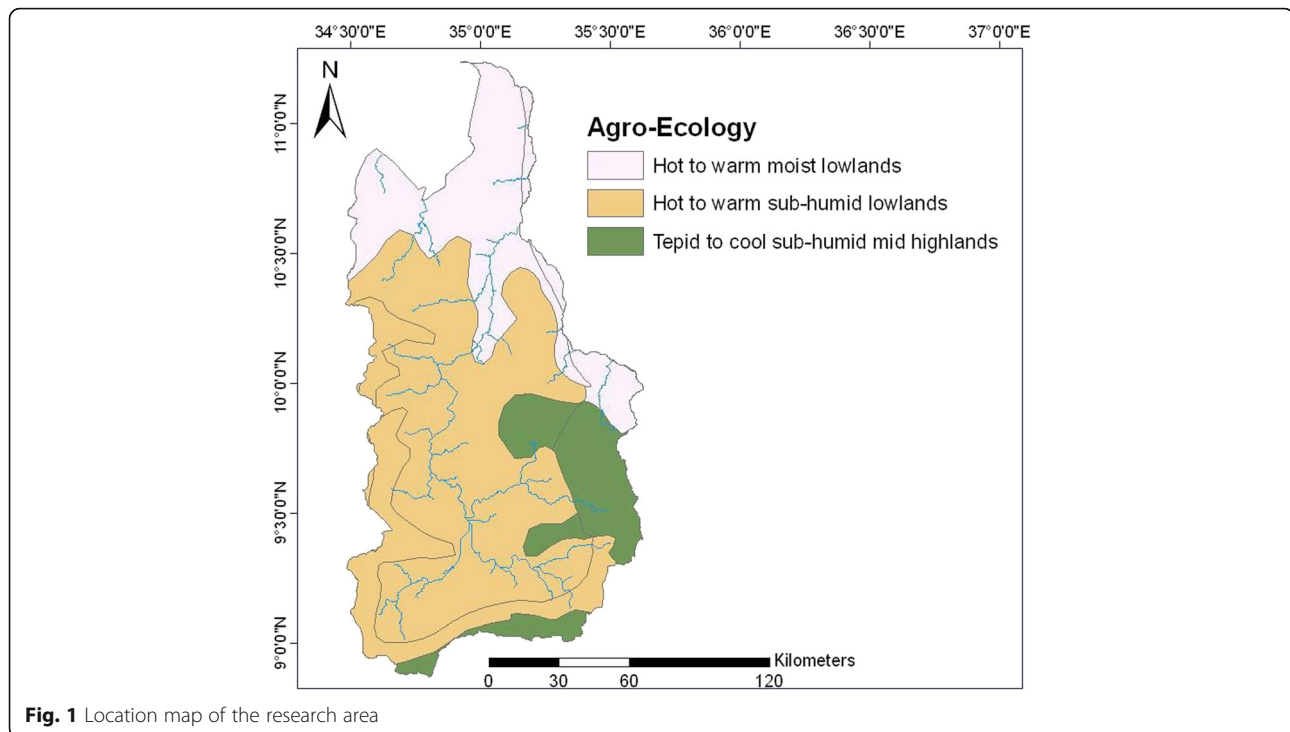 34°30'0"E 35°0'0"E 35°30'0"E 36°0'0"E 36°30'0"E 37°0'0"E
N
11°0'0"N
10°30'0"N
10°0'0"N
9°30'0"N
9°0'0"N
Agro-Ecology
Hot to warm moist lowlands
Hot to warm sub-humid lowlands
Tepid to cool sub-humid mid highlands
Kilometers
0 30 60 120
Fig. 1 Location map of the research area